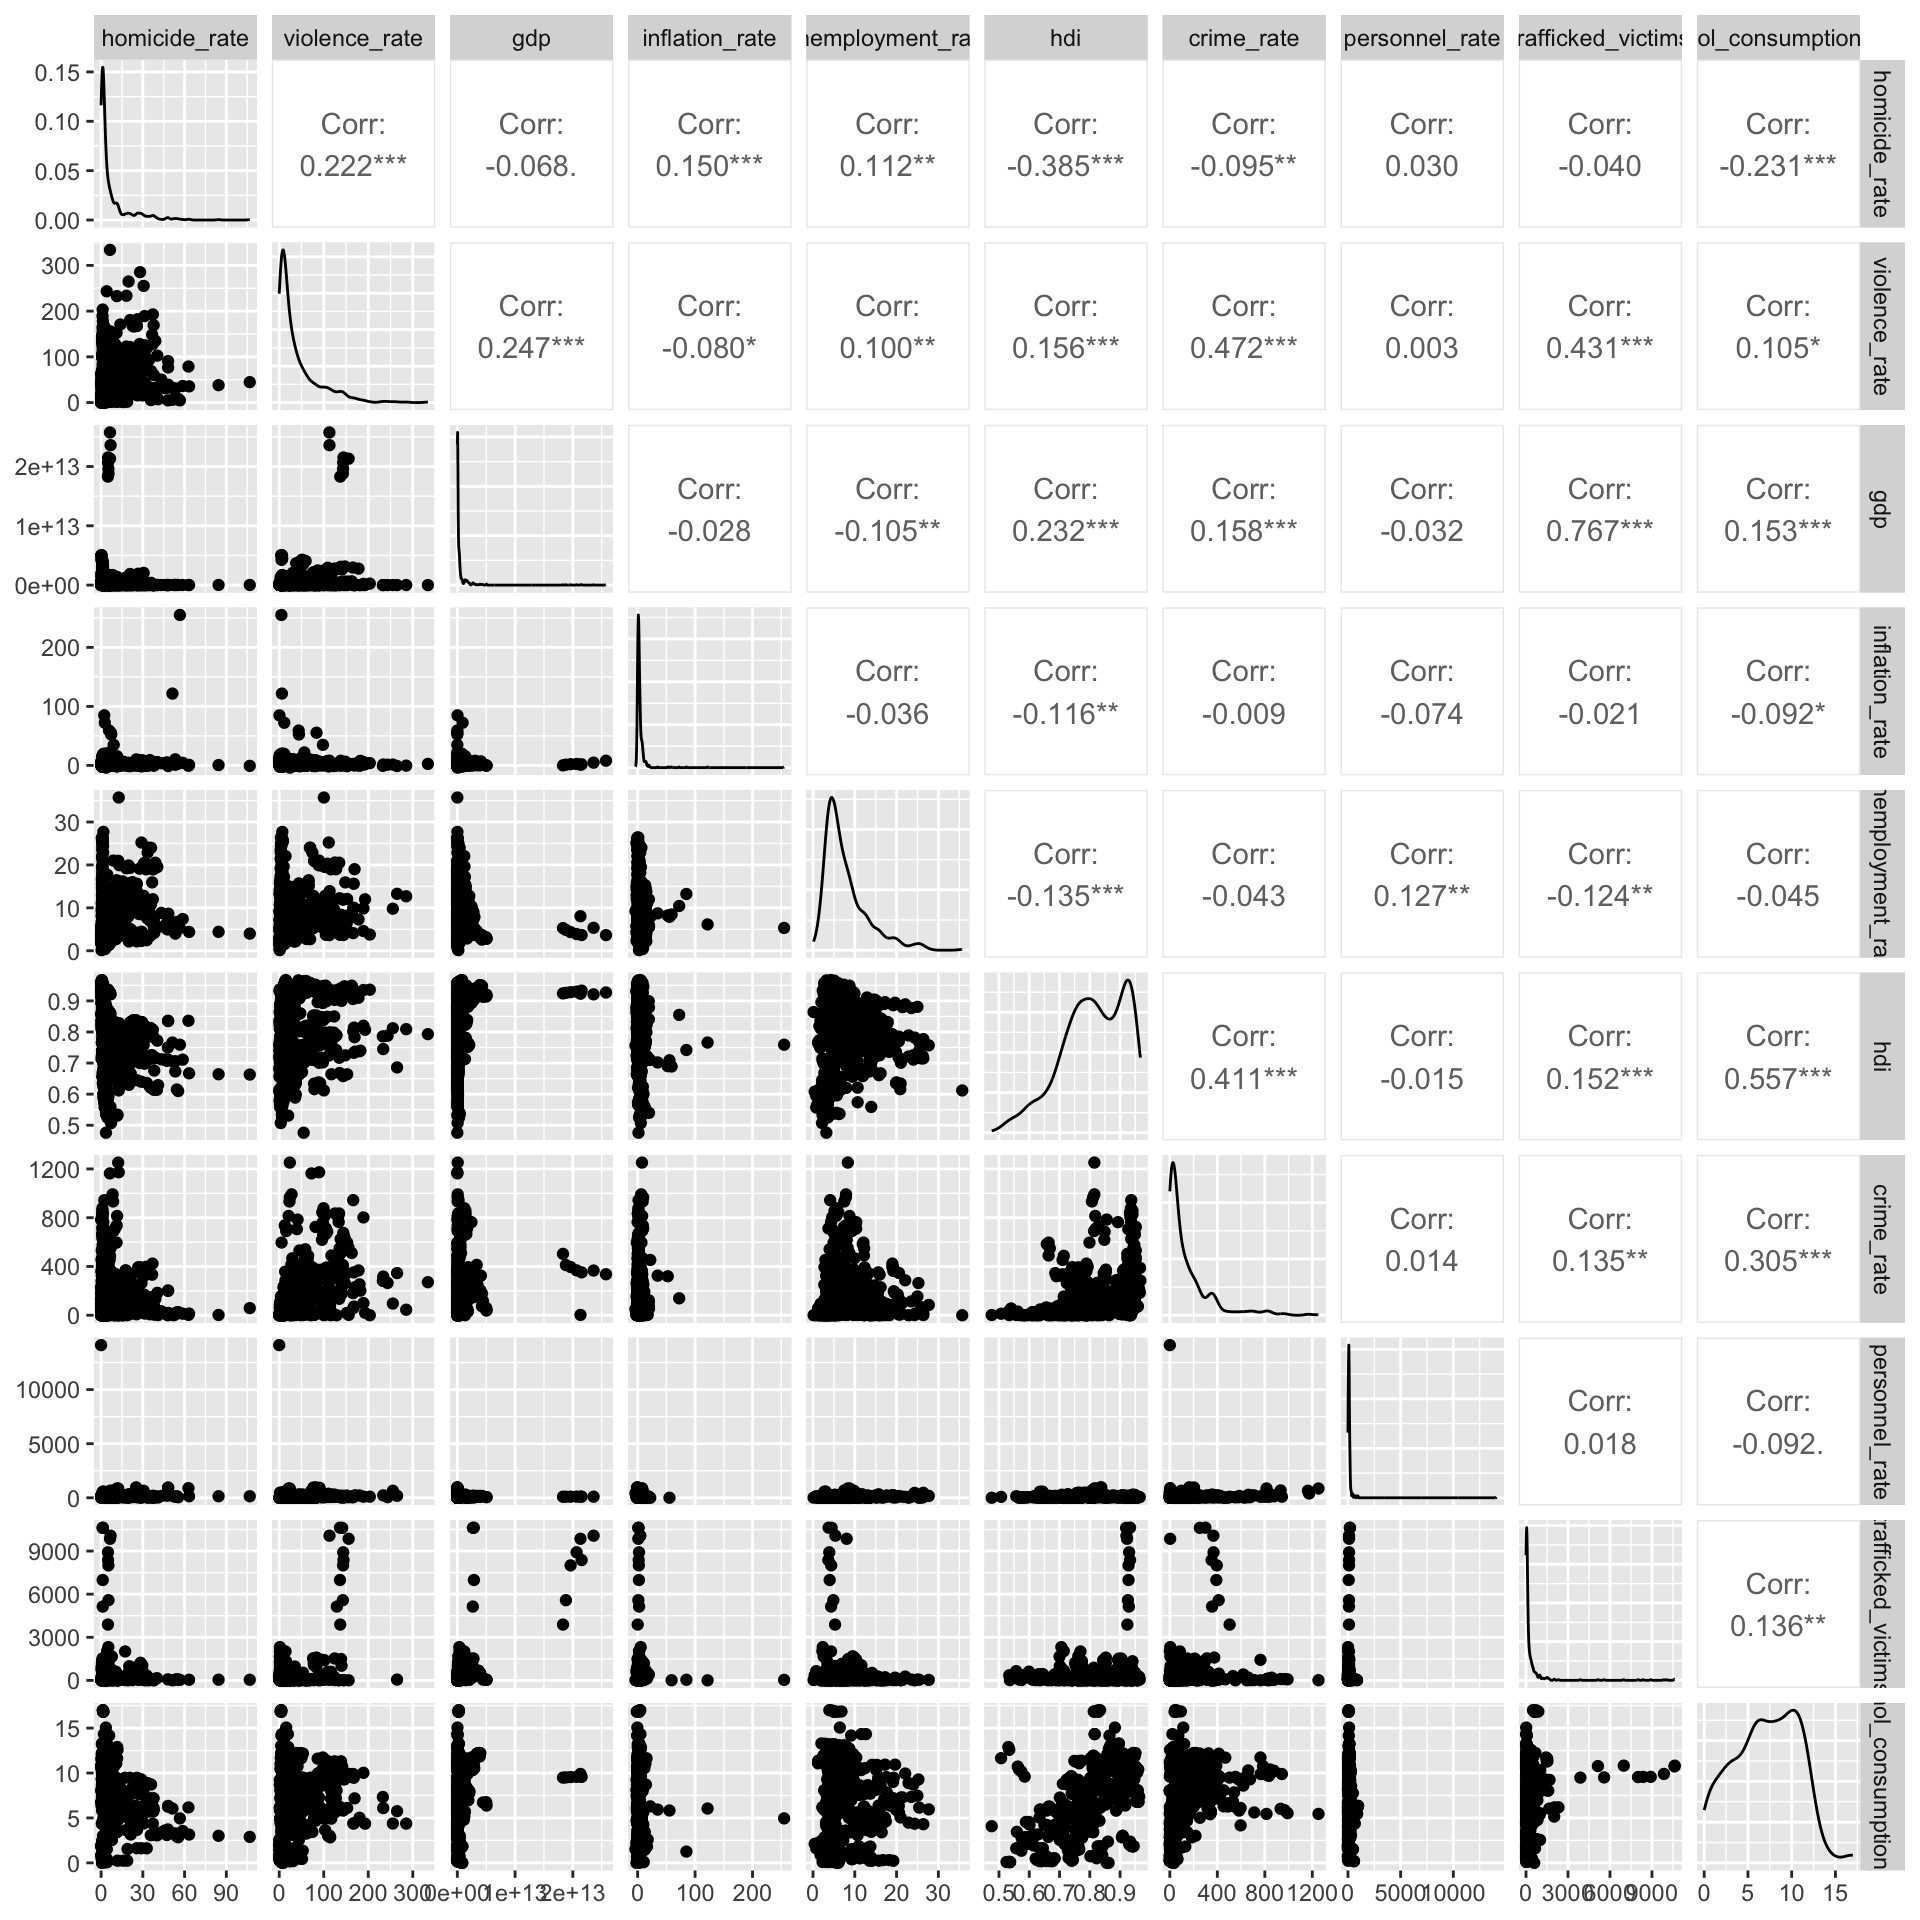 homicide_rate violence_rate gdp inflation_rate nemployment_ra hdi crime_rate personnel_rate rafficked_victims ol_consumption
0.15
0.10
0.05
0.00
Corr: Corr: Corr: Corr: Corr: Corr: Corr: Corr: Corr:
0.222*** -0.068. 0.150*** 0.112** -0.385*** -0.095** 0.030 -0.040 -0.231***
homicide_rate
300
200
100
0
Corr: Corr: Corr: Corr: Corr: Corr: Corr: Corr:
0.247*** -0.080* 0.100** 0.156*** 0.472*** 0.003 0.431*** 0.105*
violence_rate
2e+13
1e+13
0e+00
Corr: Corr: Corr: Corr: Corr: Corr: Corr:
-0.028 -0.105** 0.232*** 0.158*** -0.032 0.767*** 0.153***
gdp
200
100
0
Corr: Corr: Corr: Corr: Corr: Corr:
-0.036 -0.116** -0.009 -0.074 -0.021 -0.092*
inflation_rate
30
20
10
0
Corr: Corr: Corr: Corr: Corr:
-0.135*** -0.043 0.127** -0.124** -0.045
nemployment_ra
0.9
0.8
0.7
0.6
0.5
Corr: Corr: Corr: Corr:
0.411*** -0.015 0.152*** 0.557***
hdi
1200
800
400
0
Corr: Corr: Corr:
0.014 0.135** 0.305***
crime_rate
10000
5000
0
Corr: Corr:
0.018 -0.092.
personnel_rate
9000
6000
3000
0
Corr:
0.136**
rafficked_victims
15
10
5
0
ol_consumption
0 30 60 90 0 100 200 300 0e+00 1e+13 2e+13 0 100 200 0 10 20 30 0.5 0.6 0.7 0.8 0.9 0 400 800 1200 0 5000 10000 0 3000 6000 9000 0 5 10 15